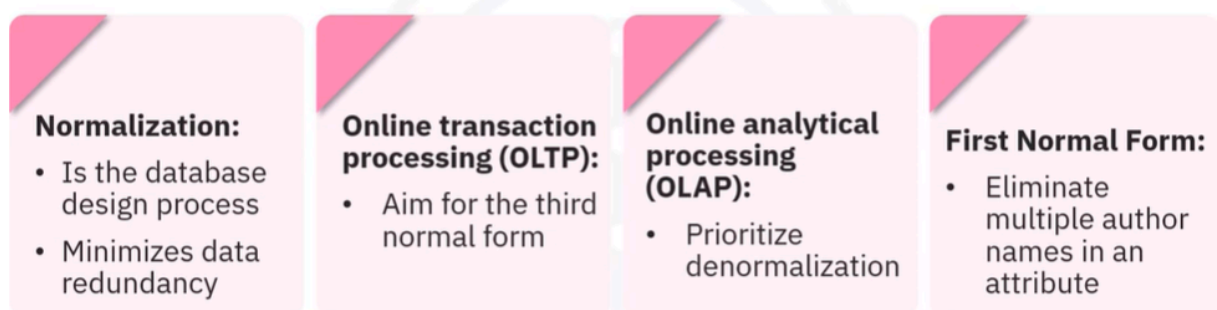 Normalization:
• Is the database
design process
• Minimizes data
redundancy
Online transaction
processing (OLTP):
• Aim for the third
normal form
Online analytical
processing
(OLAP):
• Prioritize
denormalization
First Normal Form:
• Eliminate
multiple author
names in an
attribute